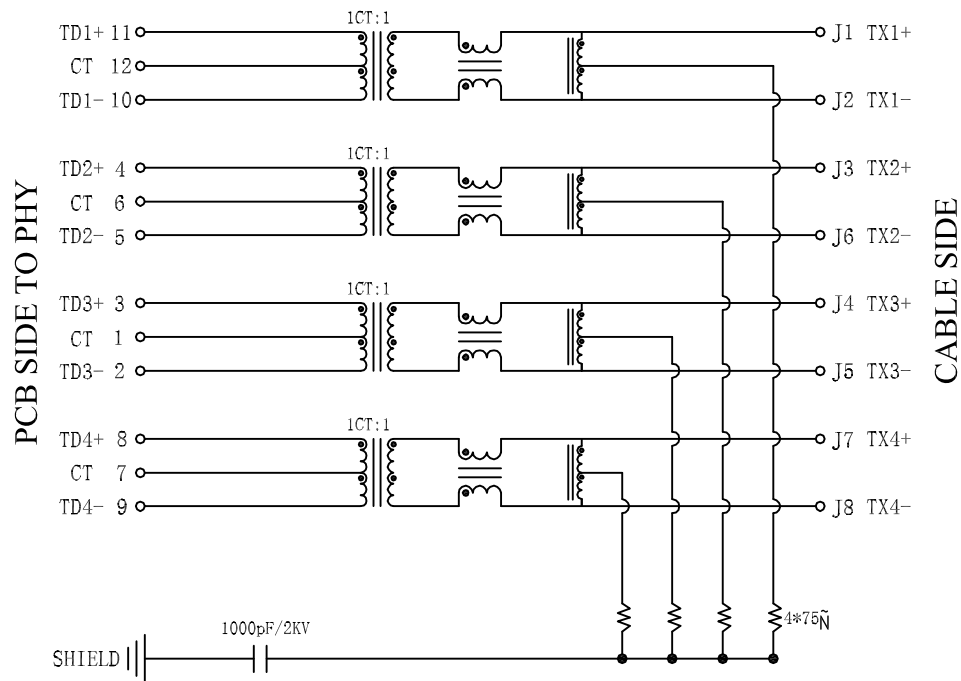 1CT:1
TD1+ 11
J1 TX1+
CT 12
TD1- 10
J2 TX1-
1CT:1
TD2+ 4
J3 TX2+
CT 6
TD2- 5
J6 TX2-
1CT:1
TD3+ 3
J4 TX3+
CT 1
TD3- 2
J5 TX3-
1CT:1
TD4+ 8
J7 TX4+
CT 7
TD4- 9
J8 TX4-
PCB SIDE TO PHY
CABLE SIDE
4*75Ñ
1000pF/2KV
SHIELD